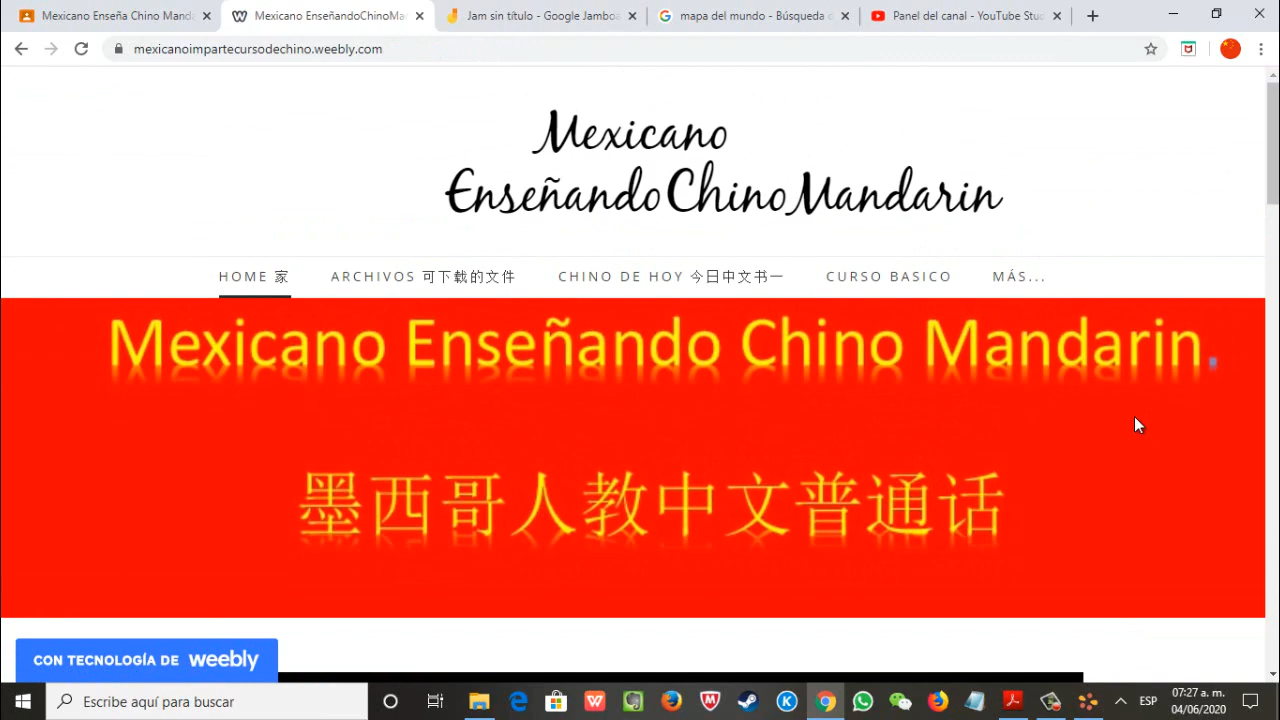 Mexicano Enseña Chino Mand
Mexicano EnseñandoChinoMa
Jam sin título - Google Jamboa
mapa del mundo - Búsqueda d
Panel del canal - YouTube Stu
mexicanoimpartecursodechino.weebly.com
Mexicano
EnseñandoChinoMandarin
HOME 家
ARCHIVOS 可下载的文件
CHINO DE HOY 今日中文书一
CURSO BASICO
MÁS...
Mexicano Enseñando Chino Mandarin.
墨西哥人教中文普通话
CON TECNOLOGÍA DE weebly
Escribe aquí para buscar
ESP
07:27 a. m.
04/06/2020